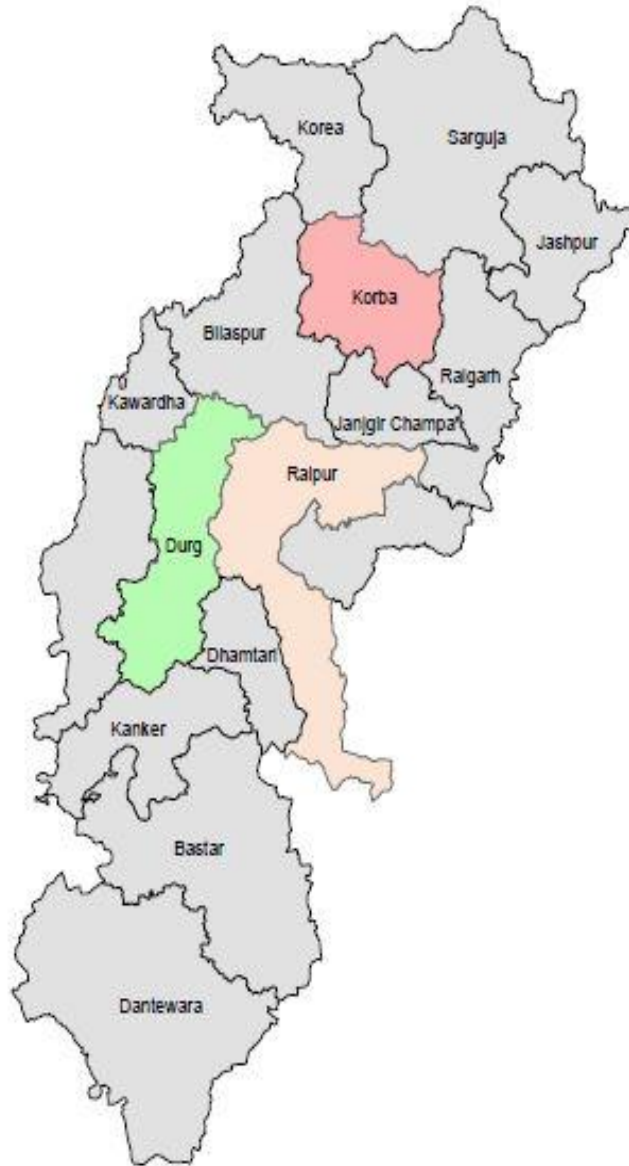 Korea
Sarguja
Jashpur
Korba
Bilaspur
Raigarh
Kawardha
Janjgir Champa
Raipur
Durg
Dhamtari
Kanker
Bastar
Dantewara